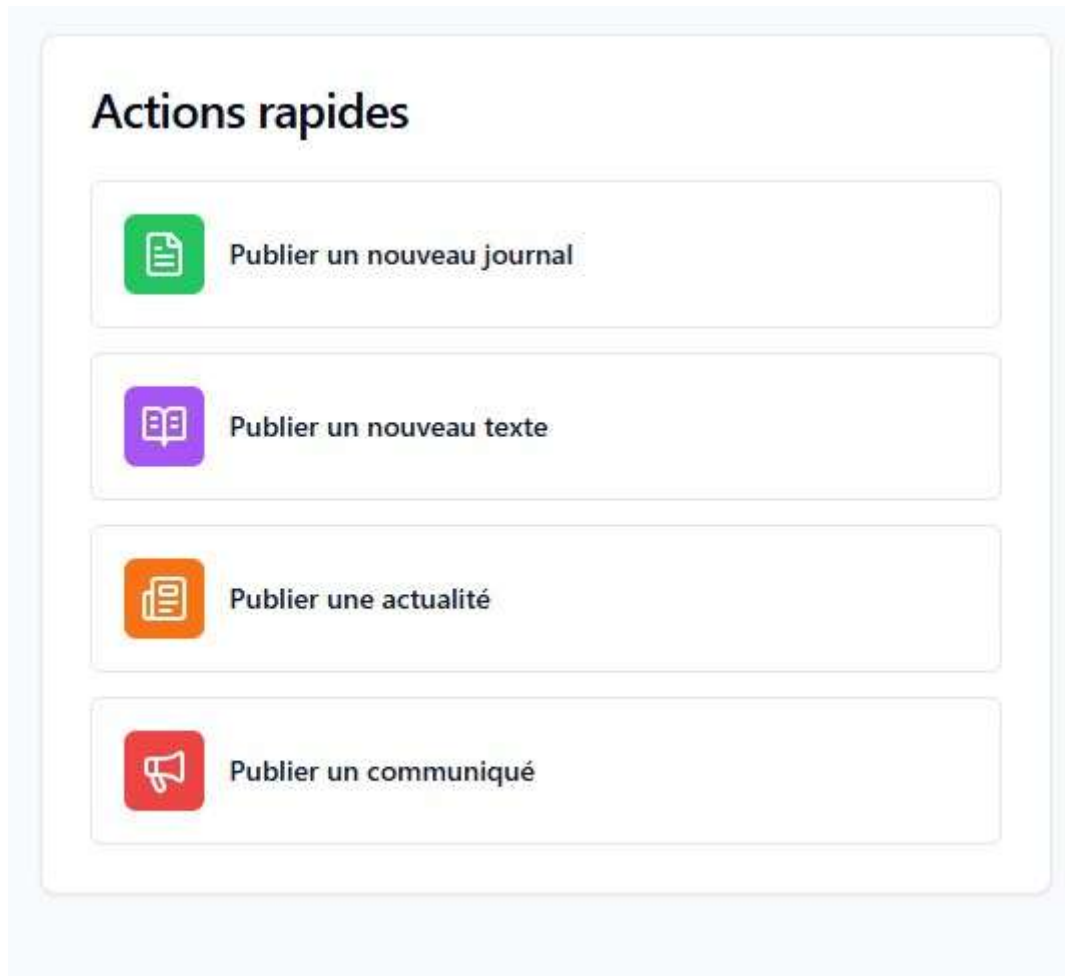 Actions rapides
Publier un nouveau journal
Publier un nouveau texte
Publier une actualité
Publier un communiqué